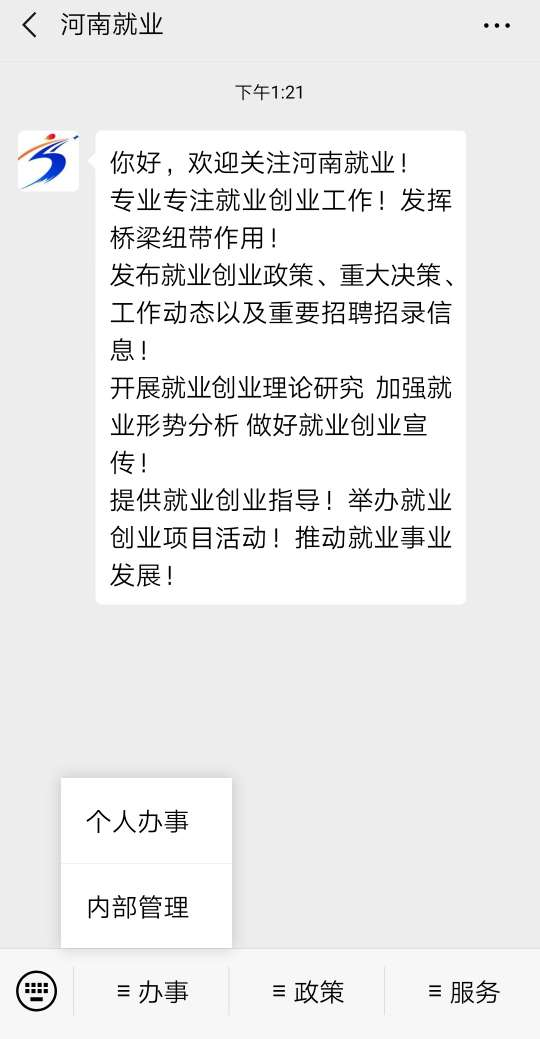 河南就业
下午1:21
你好，欢迎关注河南就业！
专业专注就业创业工作！发挥
桥梁纽带作用！
发布就业创业政策、重大决策、
工作动态以及重要招聘招录信
息！
开展就业创业理论研究 加强就
业形势分析 做好就业创业宣
传！
提供就业创业指导！举办就业
创业项目活动！推动就业事业
发展！
个人办事
内部管理
办事
政策
服务